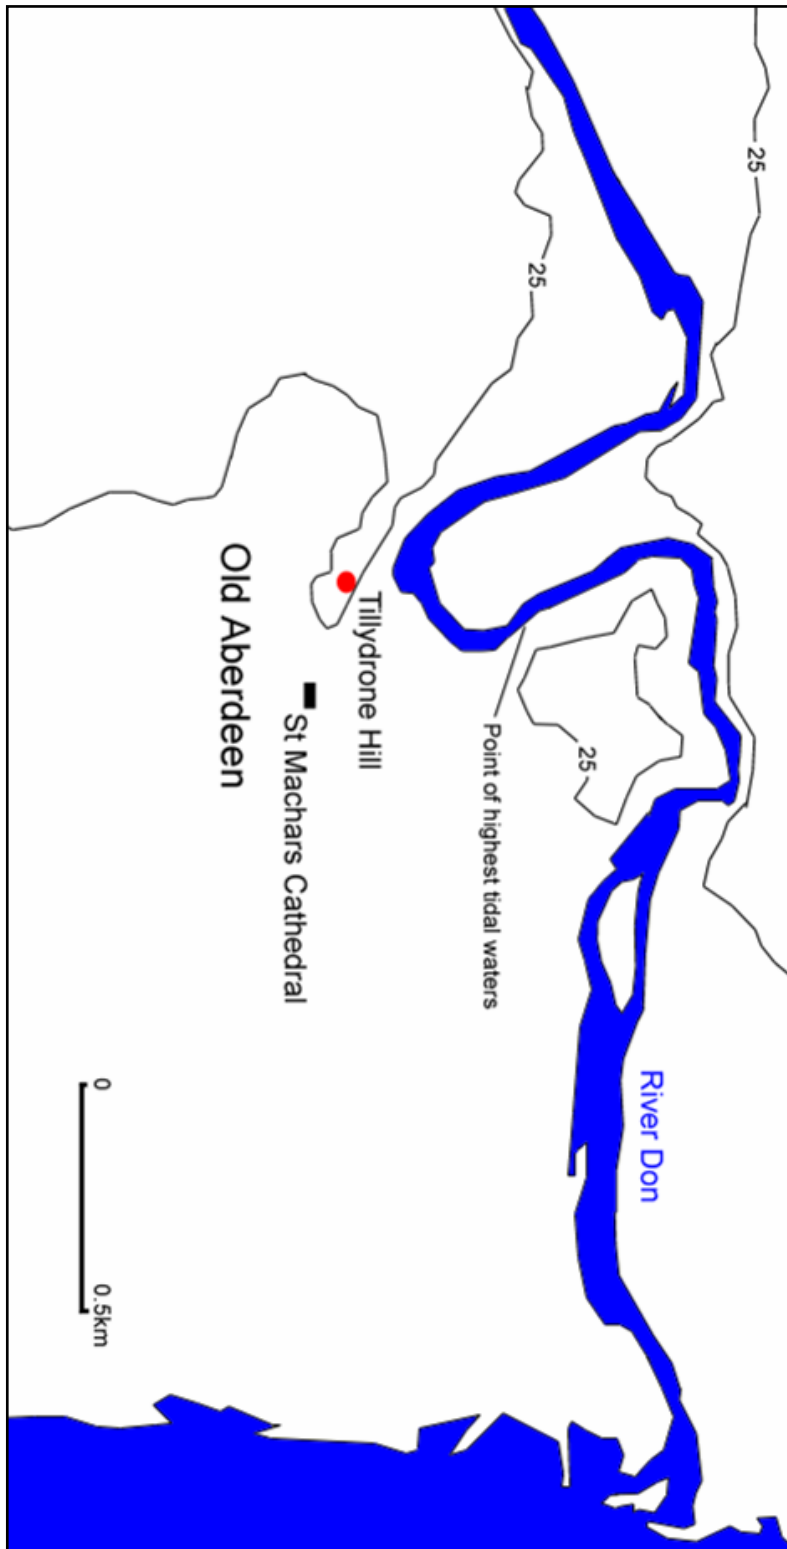 25
River Don
25
25
Point of highest tidal waters
Tillydrone Hill
St Machars Cathedral
Old Aberdeen
0 0.5km